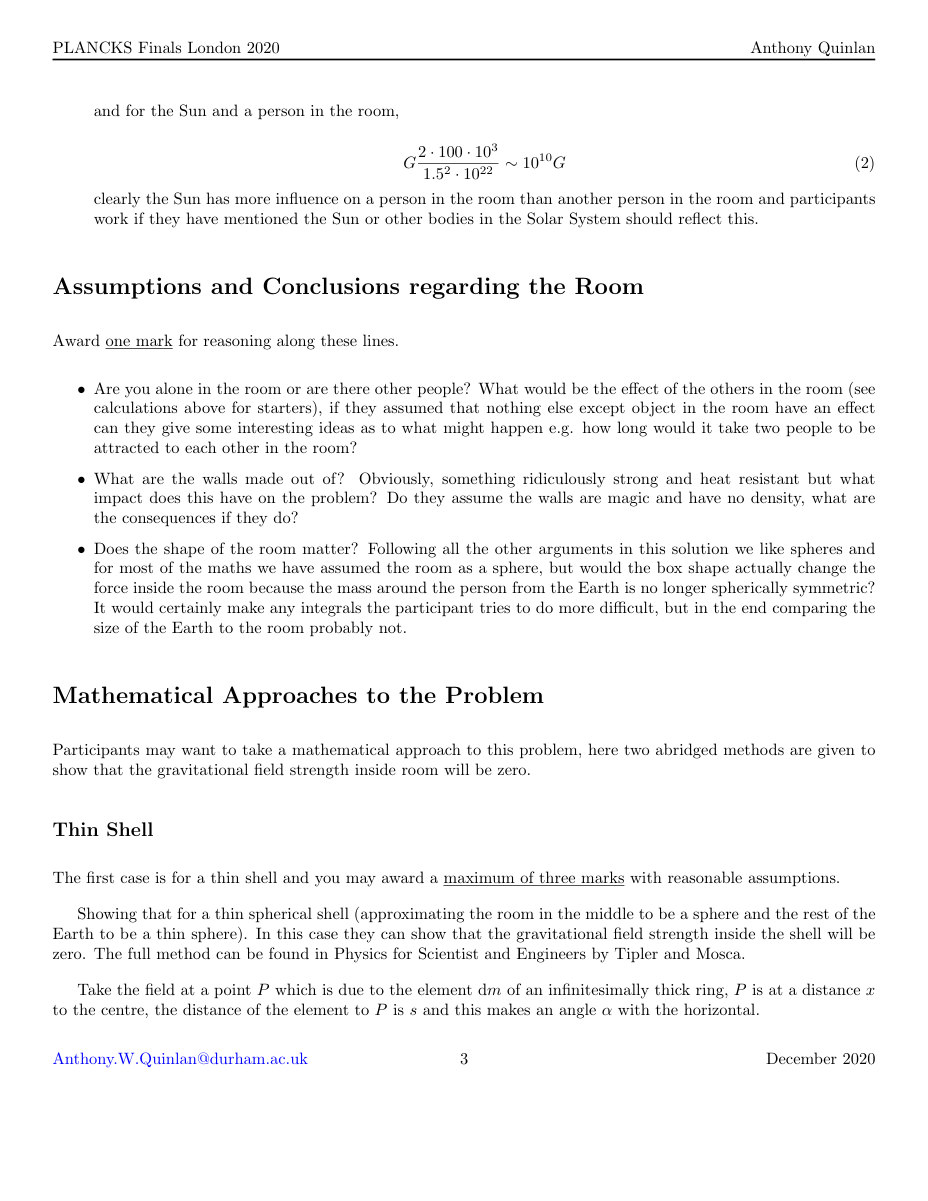 PLANCKS Finals London 2020 Anthony Quinlan
and for the Sun and a person in the room,
G \frac{2 · 100 · 10^3}{1.5^2 · 10^{22}} ∼ 10^{10}G (2)
clearly the Sun has more influence on a person in the room than another person in the room and participants
work if they have mentioned the Sun or other bodies in the Solar System should reflect this.
Assumptions and Conclusions regarding the Room
Award one mark for reasoning along these lines.
• Are you alone in the room or are there other people? What would be the effect of the others in the room (see
calculations above for starters), if they assumed that nothing else except object in the room have an effect
can they give some interesting ideas as to what might happen e.g. how long would it take two people to be
attracted to each other in the room?
• What are the walls made out of? Obviously, something ridiculously strong and heat resistant but what
impact does this have on the problem? Do they assume the walls are magic and have no density, what are
the consequences if they do?
• Does the shape of the room matter? Following all the other arguments in this solution we like spheres and
for most of the maths we have assumed the room as a sphere, but would the box shape actually change the
force inside the room because the mass around the person from the Earth is no longer spherically symmetric?
It would certainly make any integrals the participant tries to do more difficult, but in the end comparing the
size of the Earth to the room probably not.
Mathematical Approaches to the Problem
Participants may want to take a mathematical approach to this problem, here two abridged methods are given to
show that the gravitational field strength inside room will be zero.
Thin Shell
The first case is for a thin shell and you may award a maximum of three marks with reasonable assumptions.
Showing that for a thin spherical shell (approximating the room in the middle to be a sphere and the rest of the
Earth to be a thin sphere). In this case they can show that the gravitational field strength inside the shell will be
zero. The full method can be found in Physics for Scientist and Engineers by Tipler and Mosca.
Take the field at a point P which is due to the element dm of an infinitesimally thick ring, P is at a distance x
to the centre, the distance of the element to P is s and this makes an angle α with the horizontal.
Anthony.W.Quinlan@durham.ac.uk 3 December 2020